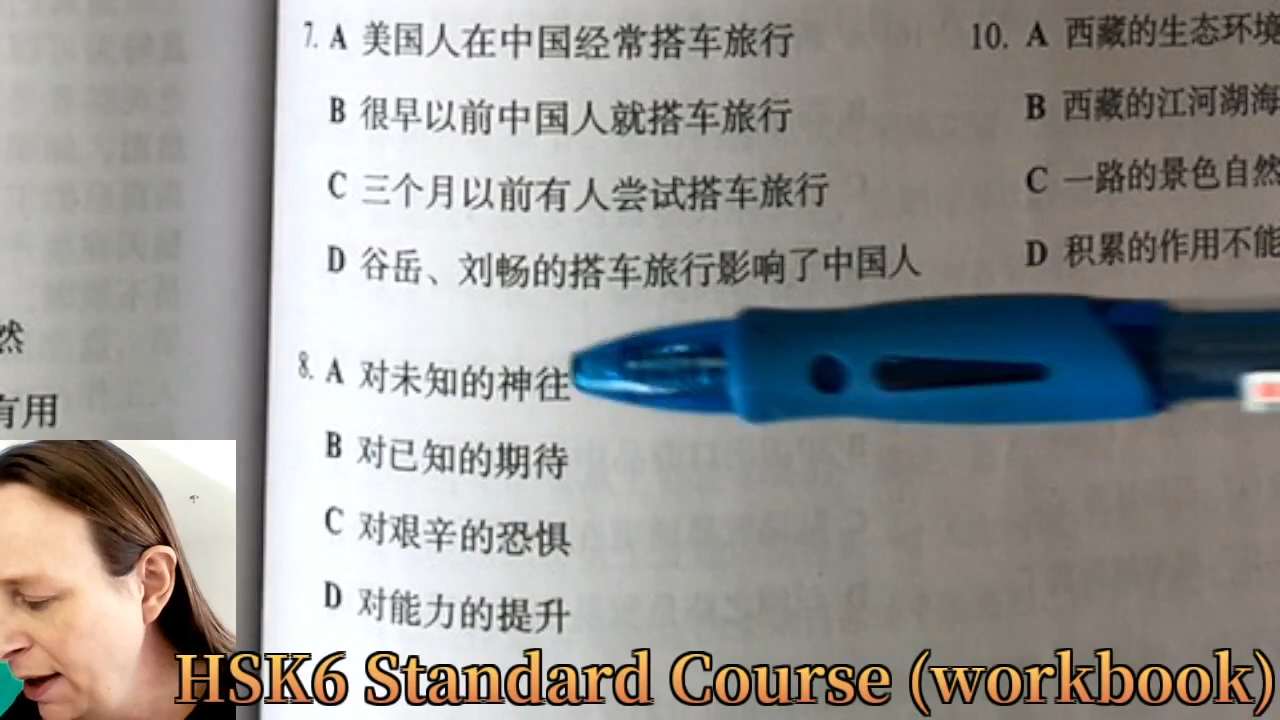 然
有用
7. A 美国人在中国经常搭车旅行
B 很早以前中国人就搭车旅行
C 三个月以前有人尝试搭车旅行
D 谷岳、刘畅的搭车旅行影响了中国人
8. A 对未知的神往
B 对已知的期待
C 对艰辛的恐惧
D 对能力的提升
10. A 西藏的生态环境
B 西藏的江河湖海
C 一路的景色自然
D 积累的作用不能
HSK6 Standard Course (workbook)